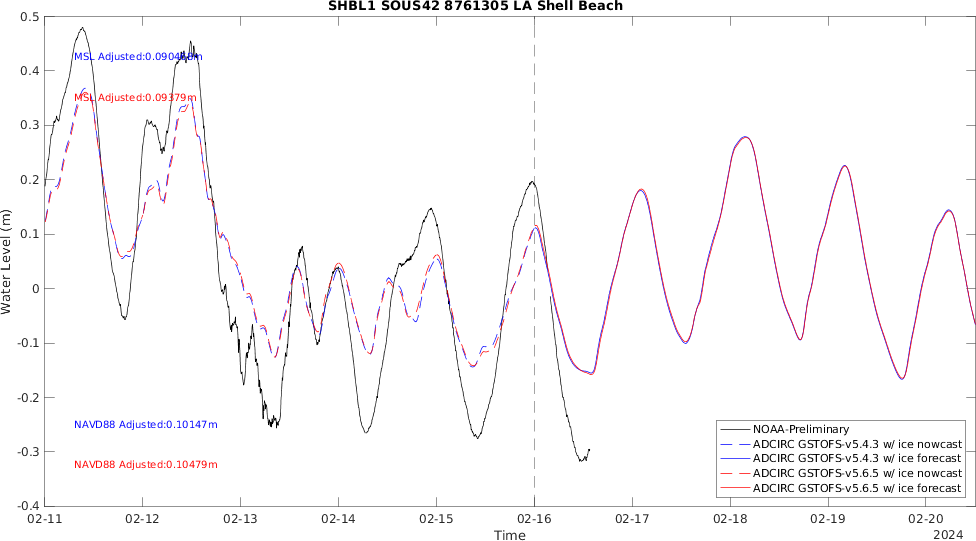 SHBL1 SOUS42 8761305 LA Shell Beach
0.5
0.4
0.3
0.2
0.1
0
-0.1
-0.2
-0.3
-0.4
Water Level (m)
MSL Adjusted:
MSL Adjusted:0.09379m
NAVD88 Adjusted:0.10147m
NAVD88 Adjusted:0.10479m
NOAA-Preliminary
ADCIRC GSTOFS-v5.4.3 w/ ice nowcast
ADCIRC GSTOFS-v5.4.3 w/ ice forecast
ADCIRC GSTOFS-v5.6.5 w/ ice nowcast
ADCIRC GSTOFS-v5.6.5 w/ ice forecast
02-11 02-12 02-13 02-14 02-15 02-16 02-17 02-18 02-19 02-20
Time
2024